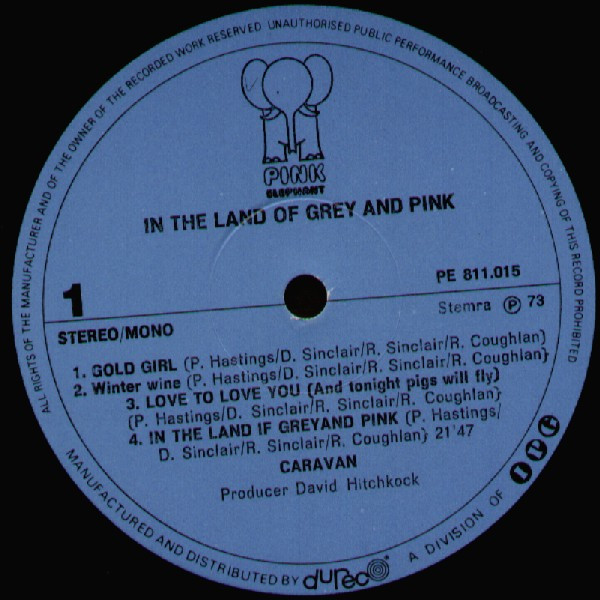 ALL RIGHTS OF THE MANUFACTURER AND OF THE OWNER OF THE RECORDED WORK RESERVED UNAUTHORISED PUBLIC PERFORMANCE BROADCASTING AND COPYING OF THIS RECORD PROHIBITED
PINK
ELEPHANT
IN THE LAND OF GREY AND PINK
PE 811.015
1
Stemra Ⓟ 73
STEREO/MONO
1. GOLD GIRL (P. Hastings/D. Sinclair/R. Sinclair/R. Coughlan)
2. Winter wine (P. Hastings/D. Sinclair/R. Sinclair/R. Coughlan}
3. LOVE TO LOVE YOU {And tonight pigs will fly)
(P. Hastings/D. Sinclair/R. Sinclair/R. Coughlan}
4. IN THE LAND IF GREYAND PINK (P. Hastings/
D. Sinclair/R. Sinclair/R. Coughlan} 21'47
CARAVAN
Producer David Hitchkock
MANUFACTURED AND DISTRIBUTED BY dureco A DIVISION OF